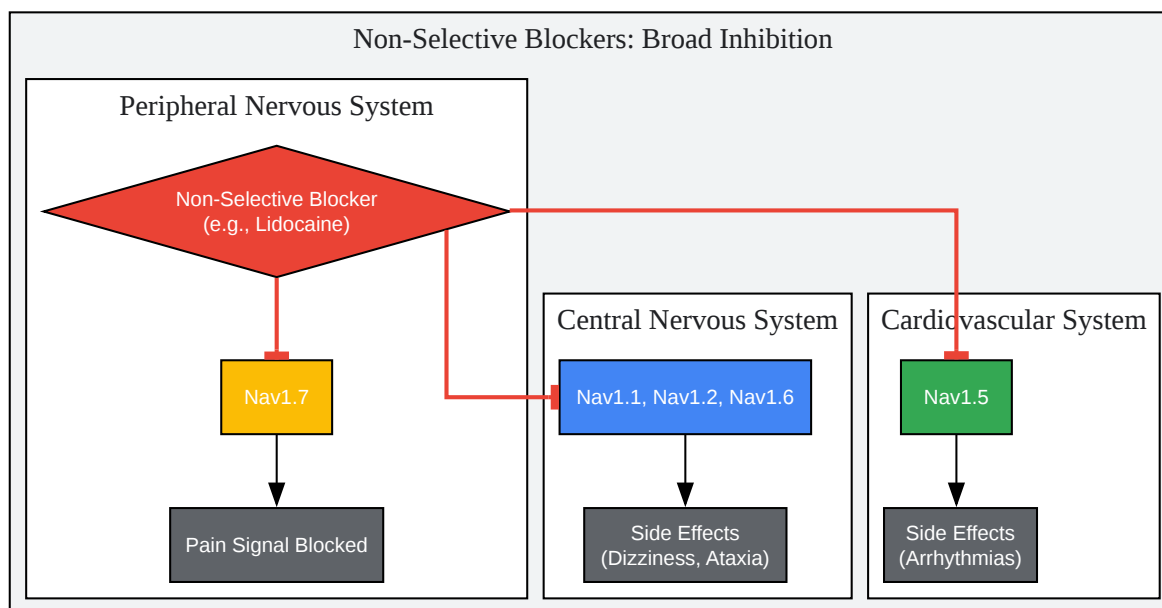 Non-Selective Blockers: Broad Inhibition
Peripheral Nervous System
Non-Selective Blocker
(e.g., Lidocaine)
Nav1.7
Pain Signal Blocked
Central Nervous System
Nav1.1, Nav1.2, Nav1.6
Side Effects
(Dizziness, Ataxia)
Cardiovascular System
Nav1.5
Side Effects
(Arrhythmias)